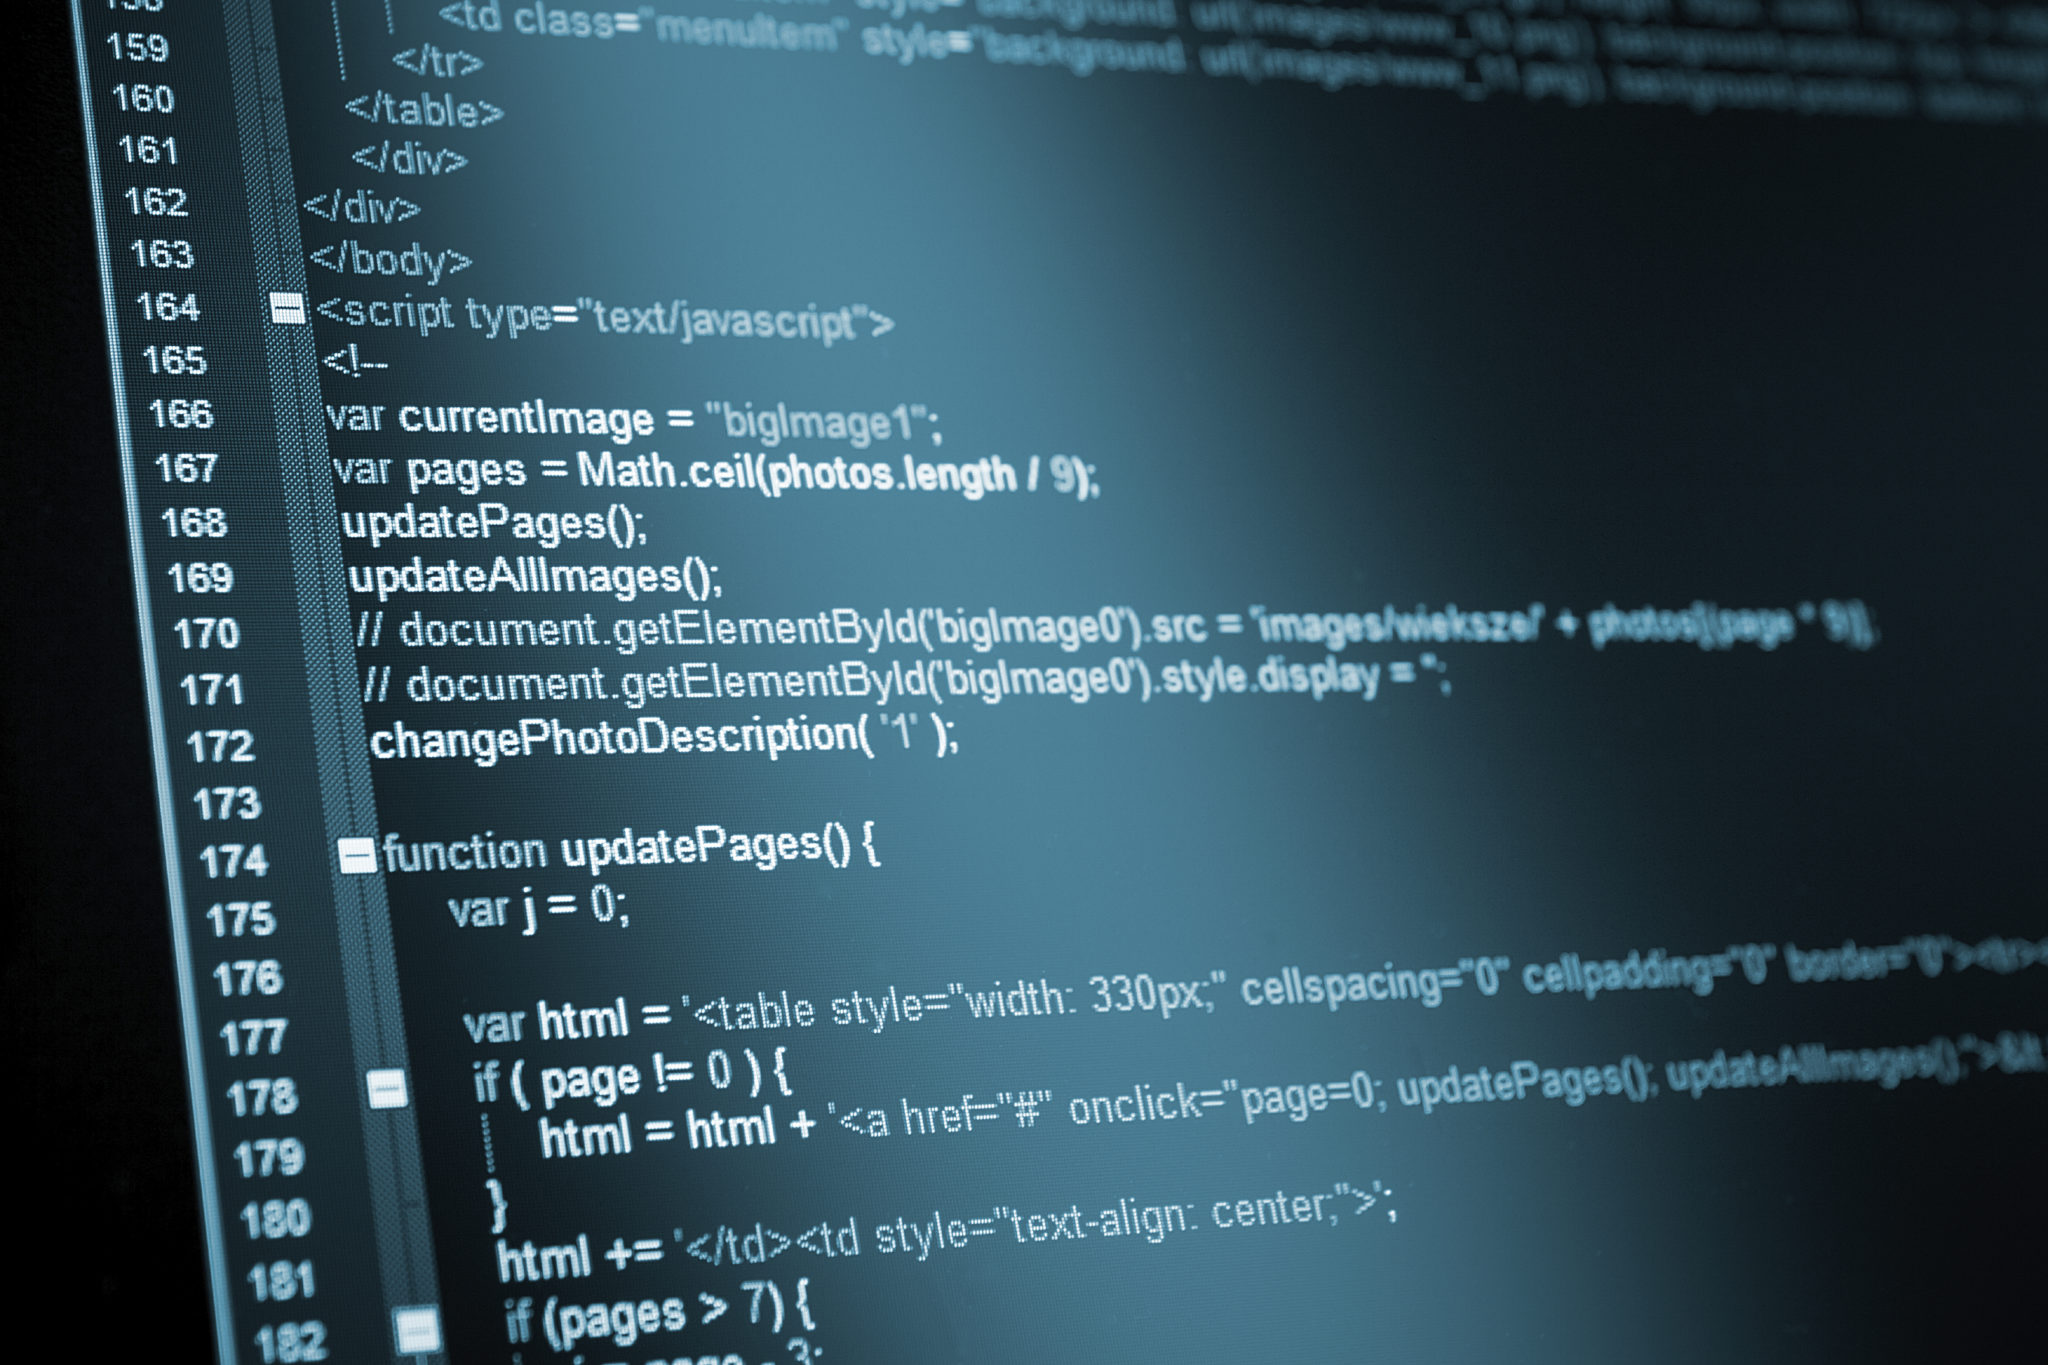 159 <td class="menuItem" style="background: url('images/www_11.png');
</tr>
160 </table>
161 </div>
162 </div>
163 </body>
164 <script type="text/javascript">
165 <!--
166 var currentImage = "bigImage1";
167 var pages = Math.ceil(photos.length / 9);
168 updatePages();
169 updateAllImages();
170 // document.getElementById('bigImage0').src = 'images/wieksze/' + photos[(page * 9)];
171 // document.getElementById('bigImage0').style.display = '';
172 changePhotoDescription( '1' );
173
174 function updatePages() {
175 var j = 0;
176
177 var html = '<table style="width: 330px;" cellspacing="0" cellpadding="0" border="0"><tr>
178 if ( page != 0 ) {
179 html = html + '<a href="#" onclick="page=0; updatePages(); updateAllImages();">&lt;
180 }
181 html += '</td><td style="text-align: center;">';
182 if (pages > 7) {
page - 3;